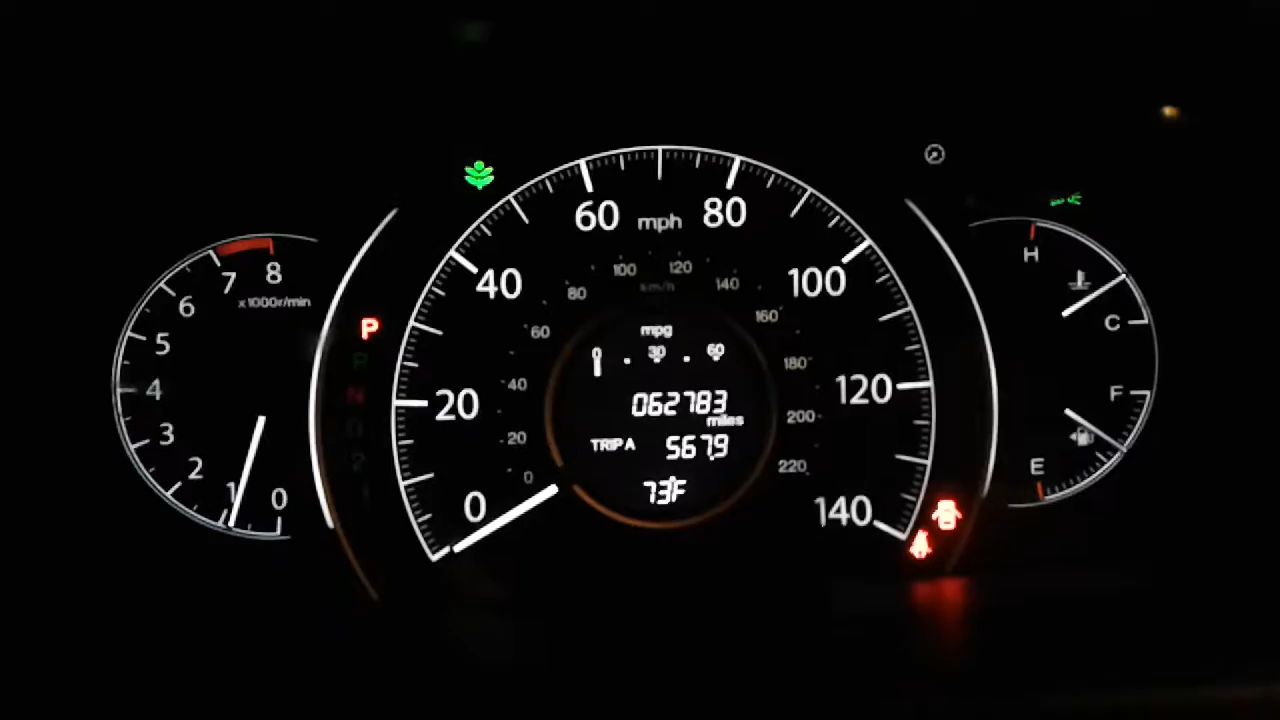 60 mph 80
40
100
20
120
0
140
100 120
km/h
80
140
60
160
40
180
20
200
0
220
mpg
0 30 60
062783
miles
TRIP A 567.9
73°F
8
7
x1000r/min
6
5
4
3
2
1
0
P
R
N
D
H
C
F
E